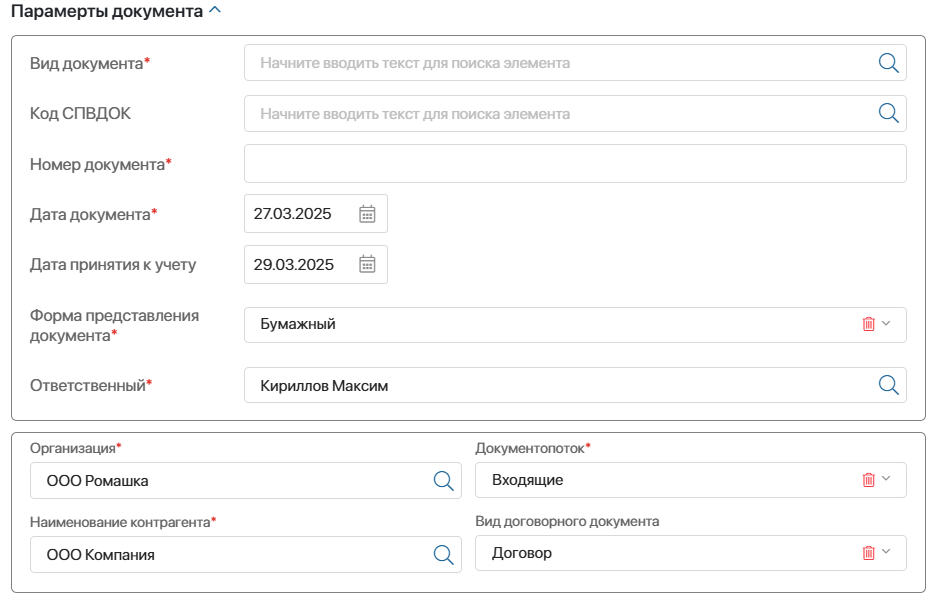 Парамерты документа
Вид документа*
Начните вводить текст для поиска элемента
Код СПВДОК
Начните вводить текст для поиска элемента
Номер документа*
Дата документа*
27.03.2025
Дата принятия к учету
29.03.2025
Форма представления
документа*
Бумажный
Ответственный*
Кириллов Максим
Организация*
Документопоток*
ООО Ромашка
Входящие
Наименование контрагента*
Вид договорного документа
ООО Компания
Договор